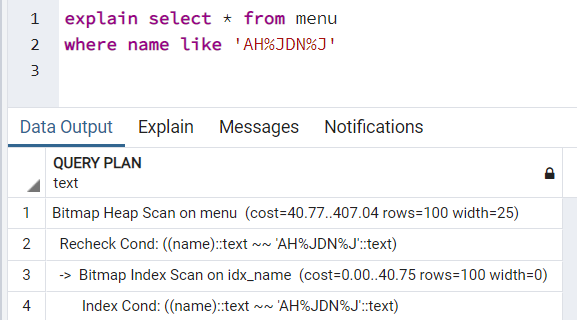 1 explain select * from menu
2 where name like 'AH%JDN%J'
3
Data Output Explain Messages Notifications
QUERY PLAN
text
1 Bitmap Heap Scan on menu (cost=40.77..407.04 rows=100 width=25)
2 Recheck Cond: ((name)::text ~~ 'AH%JDN%J'::text)
3 -> Bitmap Index Scan on idx_name (cost=0.00..40.75 rows=100 width=0)
4 Index Cond: ((name)::text ~~ 'AH%JDN%J'::text)